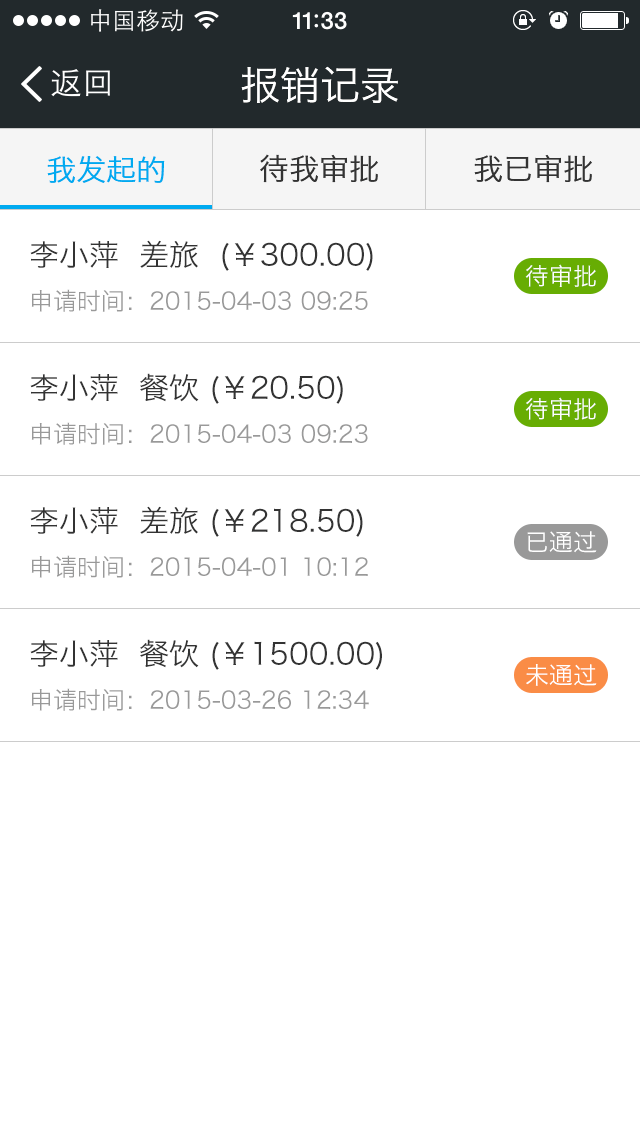 中国移动 11:33
返回 报销记录
我发起的 待我审批 我已审批
李小萍 差旅 (￥300.00)
待审批
申请时间：2015-04-03 09:25
李小萍 餐饮 (￥20.50)
待审批
申请时间：2015-04-03 09:23
李小萍 差旅 (￥218.50)
已通过
申请时间：2015-04-01 10:12
李小萍 餐饮 (￥1500.00)
未通过
申请时间：2015-03-26 12:34